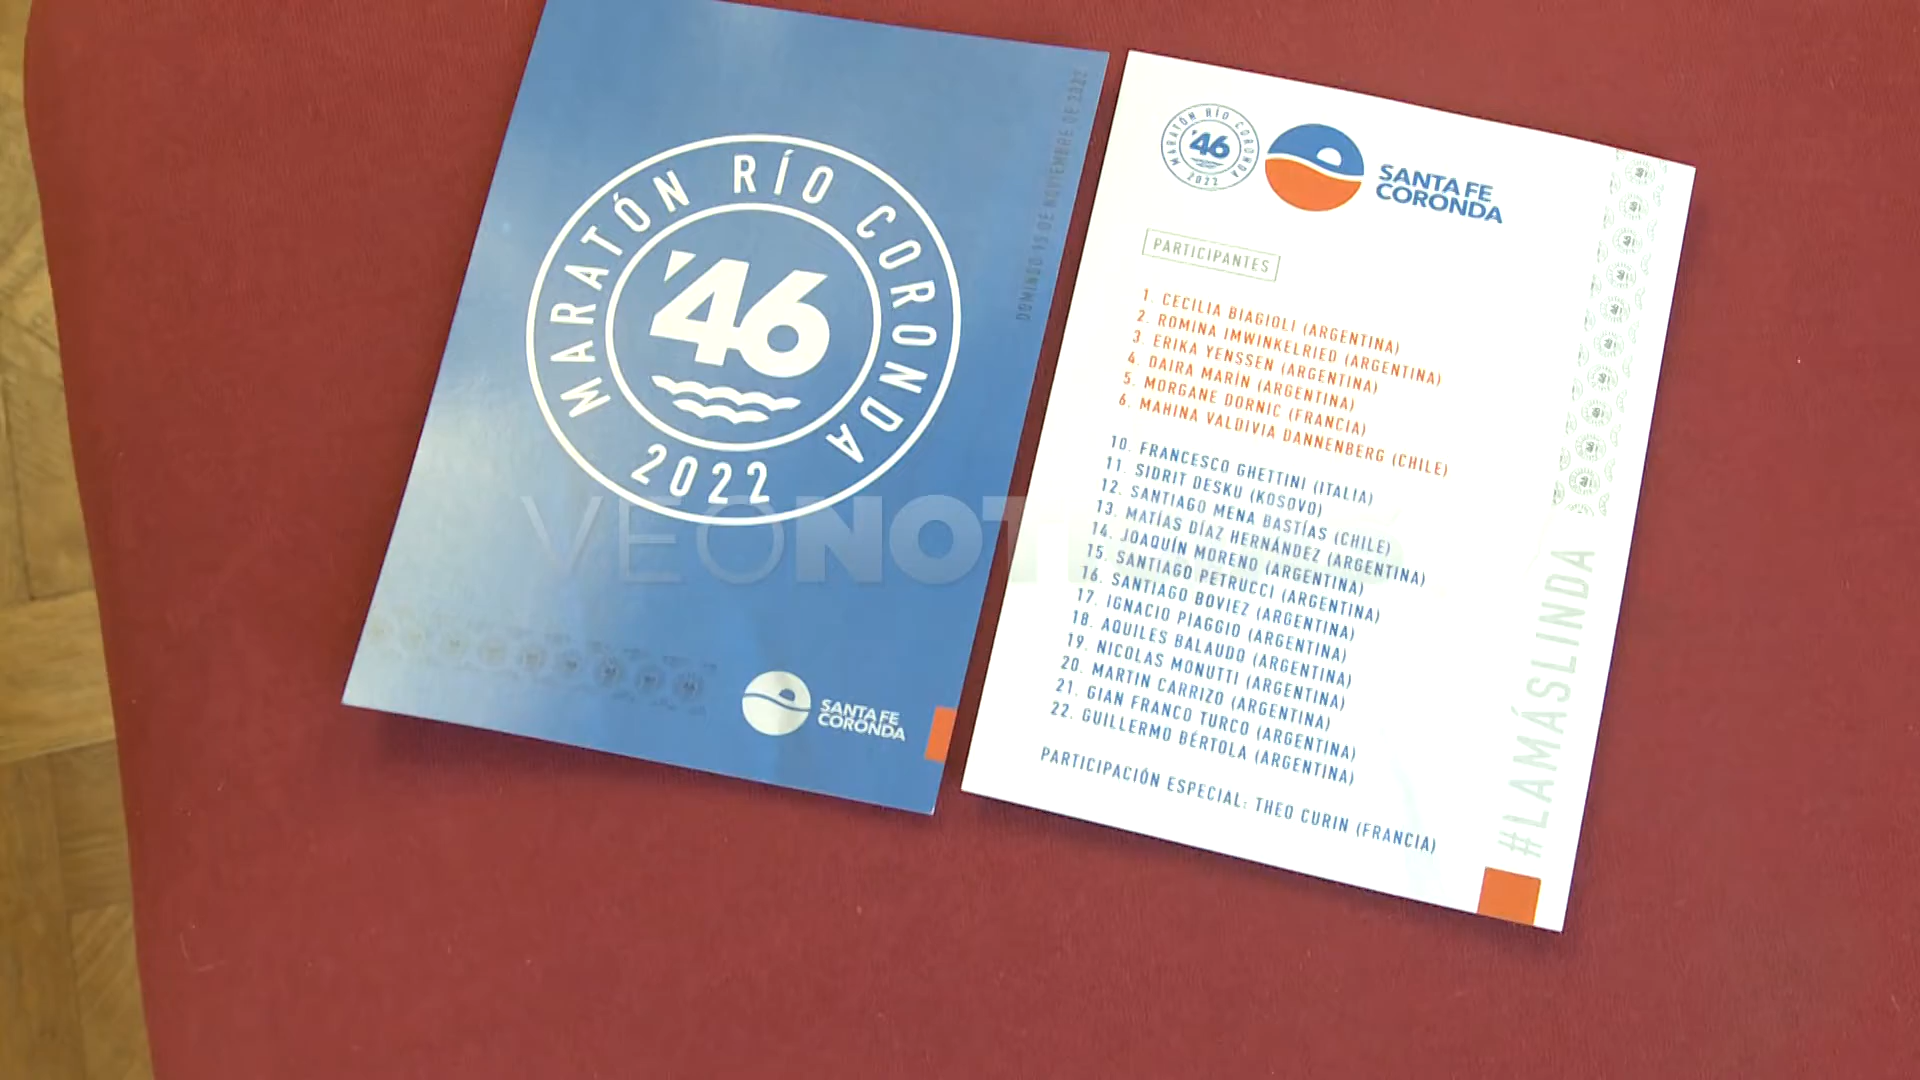 MARATÓN RÍO CORONDA
'46
2022
DOMINGO 13 DE NOVIEMBRE DE 2022
SANTA FE
CORONDA
MARATÓN RÍO CORONDA
'46
2022
SANTA FE
CORONDA
PARTICIPANTES
1. CECILIA BIAGIOLI (ARGENTINA)
2. ROMINA IMWINKELRIED (ARGENTINA)
3. ERIKA YENSSEN (ARGENTINA)
4. DAIRA MARÍN (ARGENTINA)
5. MORGANE DORNIC (FRANCIA)
6. MAHINA VALDIVIA DANNENBERG (CHILE)
10. FRANCESCO GHETTINI (ITALIA)
11. SIDRIT DESKU (KOSOVO)
12. SANTIAGO MENA BASTÍAS (CHILE)
13. MATÍAS DÍAZ HERNÁNDEZ (ARGENTINA)
14. JOAQUÍN MORENO (ARGENTINA)
15. SANTIAGO PETRUCCI (ARGENTINA)
16. SANTIAGO BOVIEZ (ARGENTINA)
17. IGNACIO PIAGGIO (ARGENTINA)
18. AQUILES BALAUDO (ARGENTINA)
19. NICOLAS MONUTTI (ARGENTINA)
20. MARTIN CARRIZO (ARGENTINA)
21. GIAN FRANCO TURCO (ARGENTINA)
22. GUILLERMO BÉRTOLA (ARGENTINA)
PARTICIPACIÓN ESPECIAL: THEO CURIN (FRANCIA)
#LAMÁSLINDA